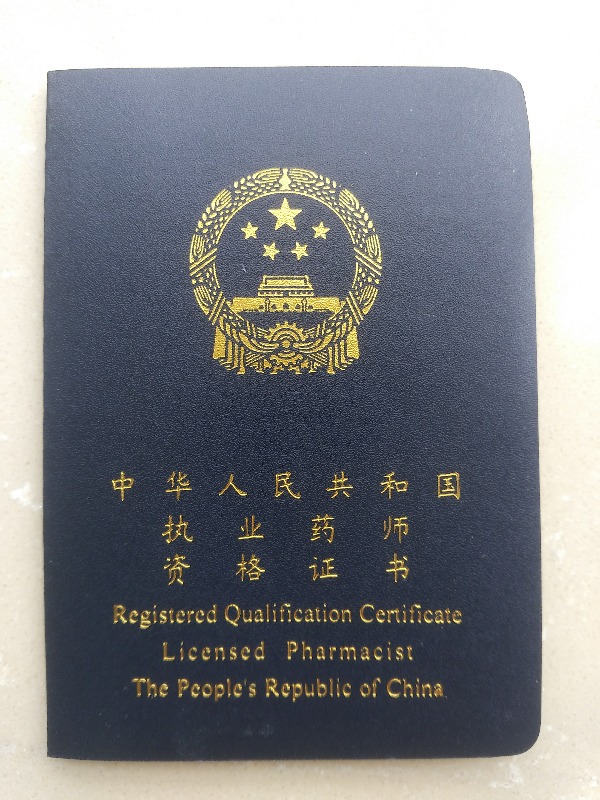 中华人民共和国
执业药师
资格证书
Registered Qualification Certificate
Licensed Pharmacist
The People's Republic of China